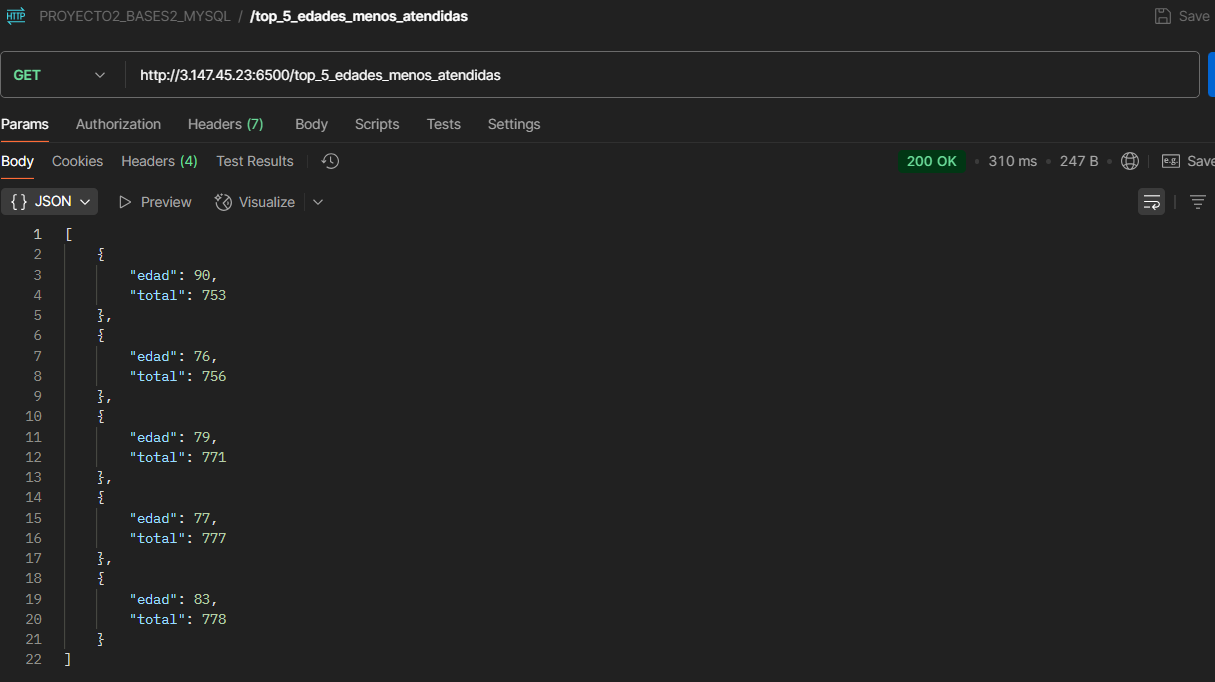 HTTP PROYECTO2_BASES2_MYSQL / /top_5_edades_menos_atendidas Save
GET http://3.147.45.23:6500/top_5_edades_menos_atendidas
Params Authorization Headers (7) Body Scripts Tests Settings
Body Cookies Headers (4) Test Results 200 OK • 310 ms • 247 B • e.g. Save
{} JSON Preview Visualize
1 [
2 {
3 "edad": 90,
4 "total": 753
5 },
6 {
7 "edad": 76,
8 "total": 756
9 },
10 {
11 "edad": 79,
12 "total": 771
13 },
14 {
15 "edad": 77,
16 "total": 777
17 },
18 {
19 "edad": 83,
20 "total": 778
21 }
22 ]